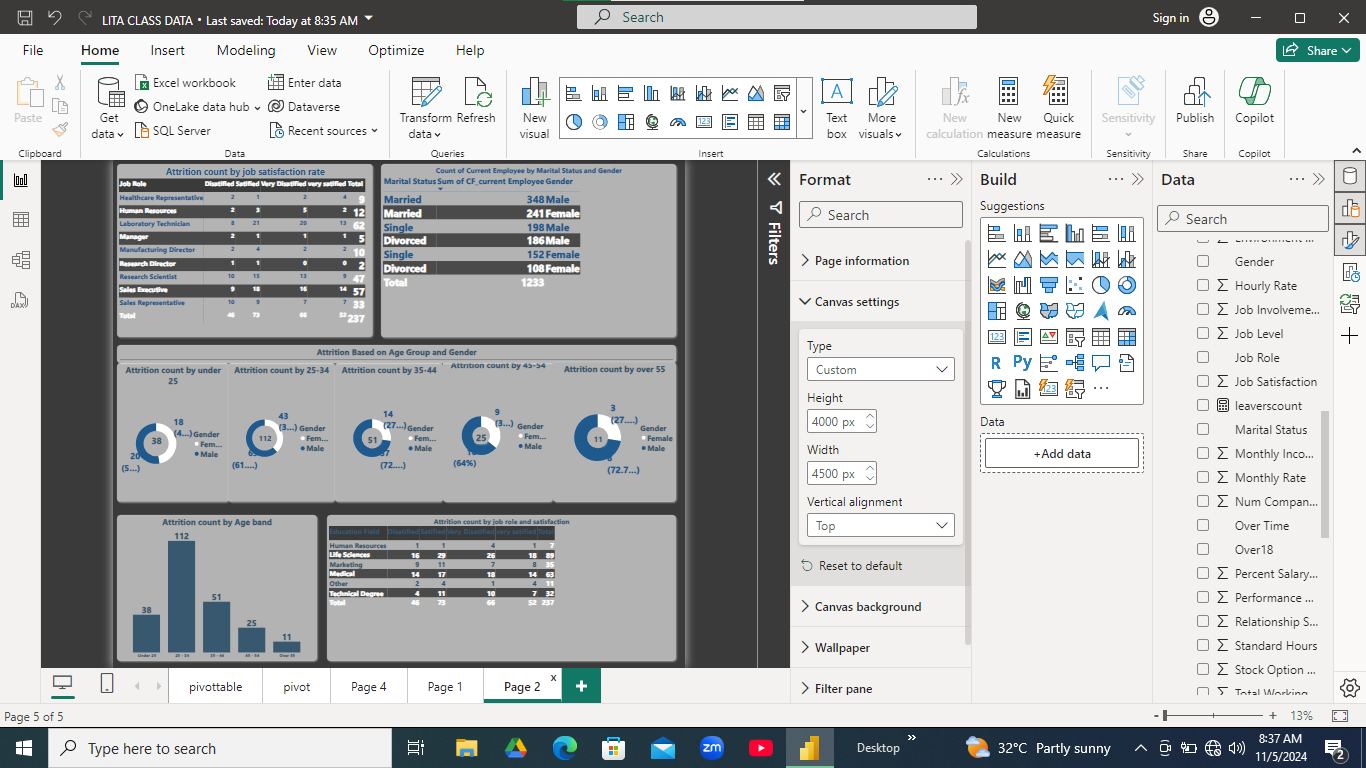 LITA CLASS DATA • Last saved: Today at 8:35 AM
Search
Sign in
File Home Insert Modeling View Optimize Help
Share
Paste
Clipboard
Get data
Excel workbook
OneLake data hub
SQL Server
Enter data
Dataverse
Recent sources
Data
Transform data
Refresh
Queries
New visual
Text box
More visuals
Insert
New calculation
New measure
Quick measure
Calculations
Sensitivity
Sensitivity
Publish
Share
Copilot
Copilot
Attrition count by job satisfaction rate
Job Role Disatified Satified Very Disatified very satified Total
Healthcare Representative 2 1 2 4 9
Human Resources 2 3 5 2 12
Laboratory Technician 8 21 20 13 62
Manager 2 1 1 1 5
Manufacturing Director 2 4 2 2 10
Research Director 1 1 0 0 2
Research Scientist 10 15 13 9 47
Sales Executive 9 18 16 14 57
Sales Representative 10 9 7 7 33
Total 46 73 66 52 237
Count of Current Employee by Marital Status and Gender
Marital Status Sum of CF_current Employee Gender
Married 348 Male
Married 241 Female
Single 198 Male
Divorced 186 Male
Single 152 Female
Divorced 108 Female
Total 1233
Attrition Based on Age Group and Gender
Attrition count by under 25
18
(4...)
38
20
(5...)
Gender
Fem...
Male
Attrition count by 25-34
43
(3...)
112
(61....)
Gender
Fem...
Male
Attrition count by 35-44
14
(27...)
51
(72....)
Gender
Fem...
Male
Attrition count by 45-54
9
(3...)
25
(64%)
Gender
Fem...
Male
Attrition count by over 55
3
(27....)
11
(72.7...)
Gender
Female
Male
Attrition count by Age band
38
112
51
25
11
Under 25 25 - 34 35 - 44 45 - 54 Over 55
Attrition count by job role and satisfaction
Education Field Disatified Satified Very Disatified very satified Total
Human Resources 1 1 4 1 7
Life Sciences 16 29 26 18 89
Marketing 9 11 7 8 35
Medical 14 17 18 14 63
Other 2 4 1 4 11
Technical Degree 4 11 10 7 32
Total 46 73 66 52 237
Filters
Format
Search
Page information
Canvas settings
Type
Custom
Height
4000 px
Width
4500 px
Vertical alignment
Top
Reset to default
Canvas background
Wallpaper
Filter pane
Build
Suggestions
R Py
Data
+Add data
Data
Search
Gender
Hourly Rate
Job Involveme...
Job Level
Job Role
Job Satisfaction
leaverscount
Marital Status
Monthly Inco...
Monthly Rate
Num Compan...
Over Time
Over18
Percent Salary...
Performance ...
Relationship S...
Standard Hours
Stock Option ...
Total Working
pivottable pivot Page 4 Page 1 Page 2 x +
Page 5 of 5
- + 13%
Type here to search
zm
Desktop
32°C Partly sunny
8:37 AM
11/5/2024
2